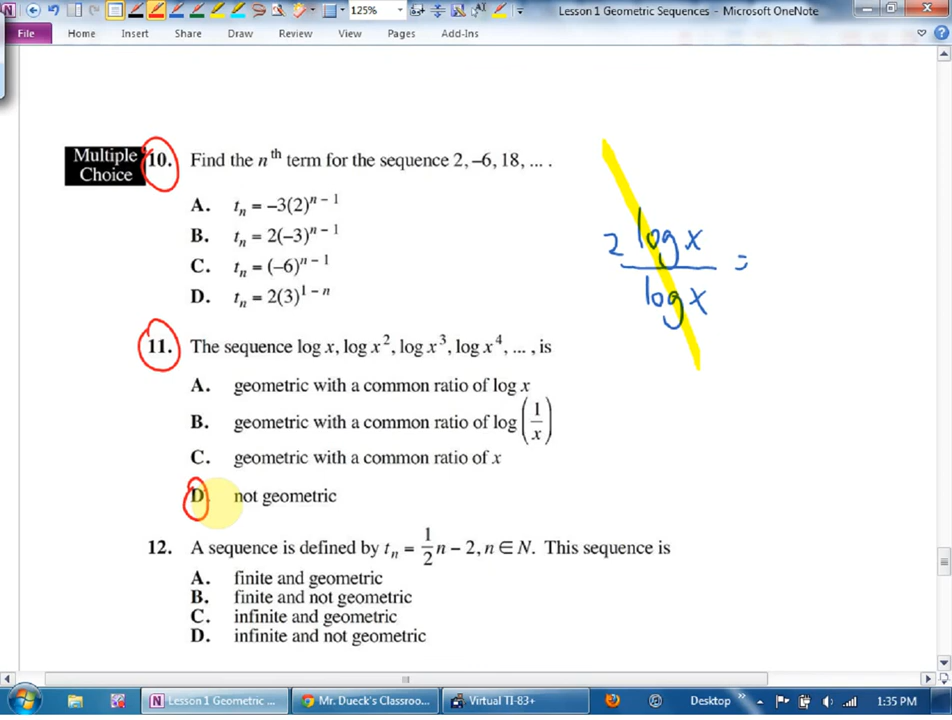 125%
Lesson 1 Geometric Sequences - Microsoft OneNote
File Home Insert Share Draw Review View Pages Add-Ins
Multiple Choice
10. Find the nth term for the sequence 2, –6, 18, ... .
A. tn = –3(2)^n – 1
B. tn = 2(–3)^n – 1
C. tn = (–6)^n – 1
D. tn = 2(3)^1 – n
2 log x
log x
=
11. The sequence log x, log x², log x³, log x⁴, ... , is
A. geometric with a common ratio of log x
B. geometric with a common ratio of log (1/x)
C. geometric with a common ratio of x
D. not geometric
12. A sequence is defined by tn = 1/2 n – 2, n ∈ N. This sequence is
A. finite and geometric
B. finite and not geometric
C. infinite and geometric
D. infinite and not geometric
Lesson 1 Geometric ... Mr. Dueck's Classroo... Virtual TI-83+ Desktop 1:35 PM